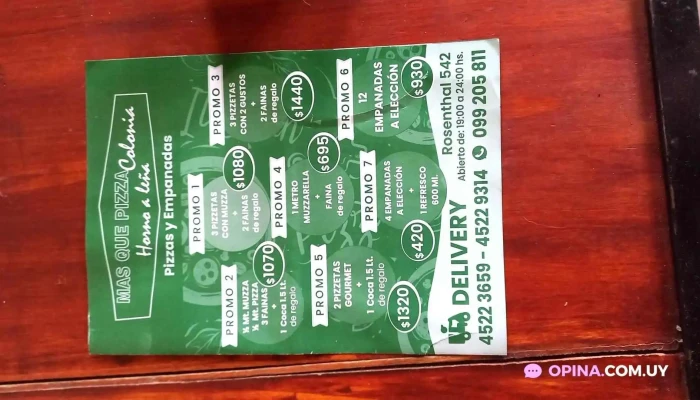 MAS QUE PIZZA
Colonia
Horno a leña
Pizzas y Empanadas
PROMO 1
3 PIZZETAS
CON MUZZA
+
2 FAINAS
de regalo
$1080
PROMO 2
½ Mt. MUZZA
½ Mt. PIZZA
3 FAINAS
+
1 Coca 1.5 Lt.
de regalo
$1070
PROMO 3
3 PIZZETAS
CON 2 GUSTOS
+
2 FAINAS
de regalo
$1440
PROMO 4
1 METRO
MUZZARELLA
+
FAINA
de regalo
$695
PROMO 5
2 PIZZETAS
GOURMET
+
1 Coca 1.5 Lt.
de regalo
$1320
PROMO 6
12
EMPANADAS
A ELECCIÓN
$930
PROMO 7
4 EMPANADAS
A ELECCIÓN
+
1 REFRESCO
600 Ml.
$420
DELIVERY
Rosenthal 542
Abierto de: 19:00 a 24:00 hs.
4522 3659 - 4522 9314 099 205 811
OPINA.COM.UY